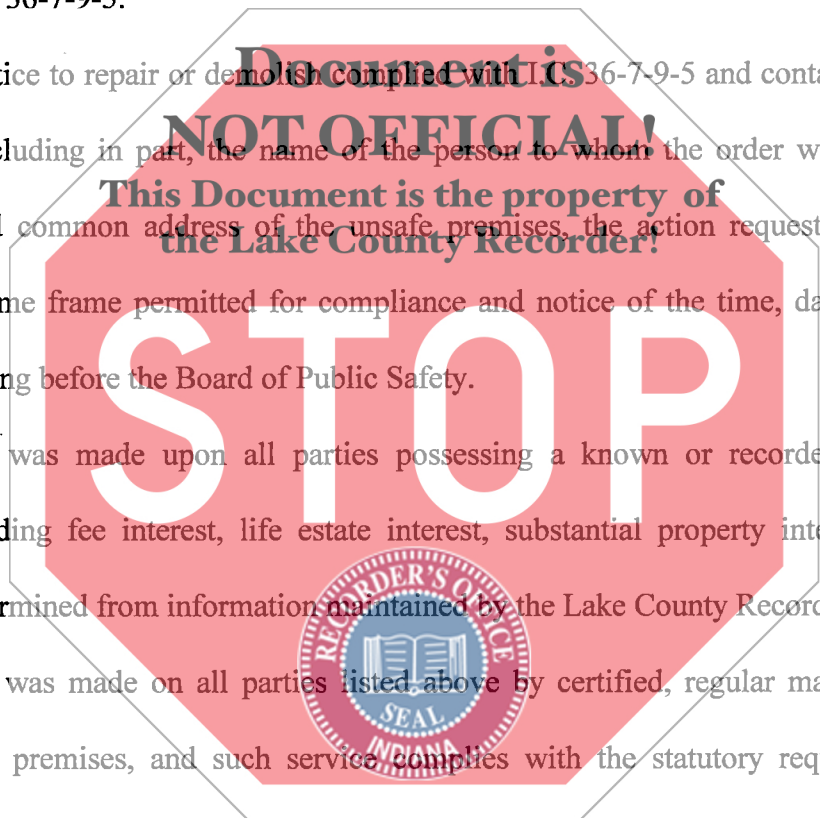 36-7-9-5.
Document is
tice to repair or demolish complied with I.C. 36-7-9-5 and conta
NOT OFFICIAL!
cluding in part, the name of the person to whom the order w
This Document is the property of
common address of the unsafe premises, the action request
the Lake County Recorder!
me frame permitted for compliance and notice of the time, da
STOP
ng before the Board of Public Safety.
was made upon all parties possessing a known or recorde
ding fee interest, life estate interest, substantial property inte
RECORDER'S OFFICE
rmined from information maintained by the Lake County Record
was made on all parties listed above by certified, regular ma
SEAL
INDIANA
premises, and such service complies with the statutory req